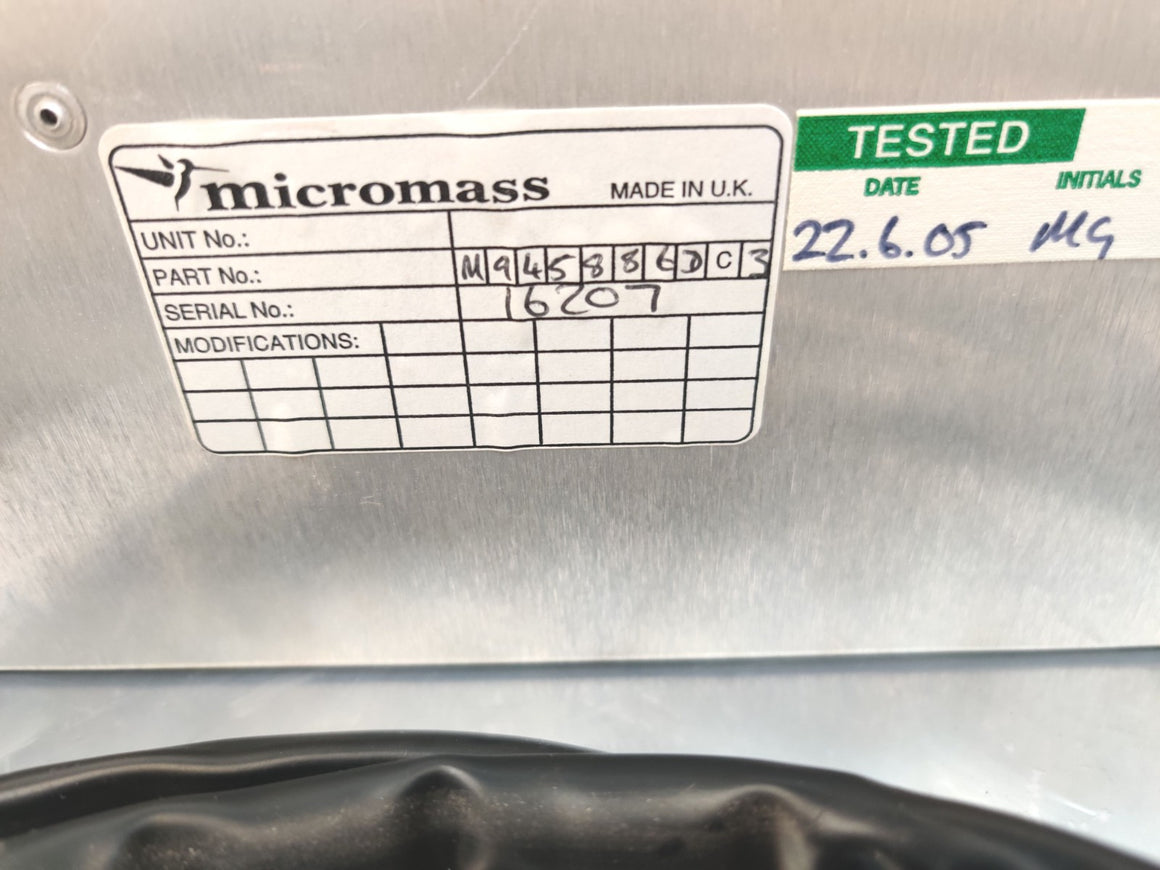 micromass MADE IN U.K.
UNIT No.:
PART No.: M945886DC3
SERIAL No.: 16207
MODIFICATIONS:
TESTED
DATE INITIALS
22.6.05 MG